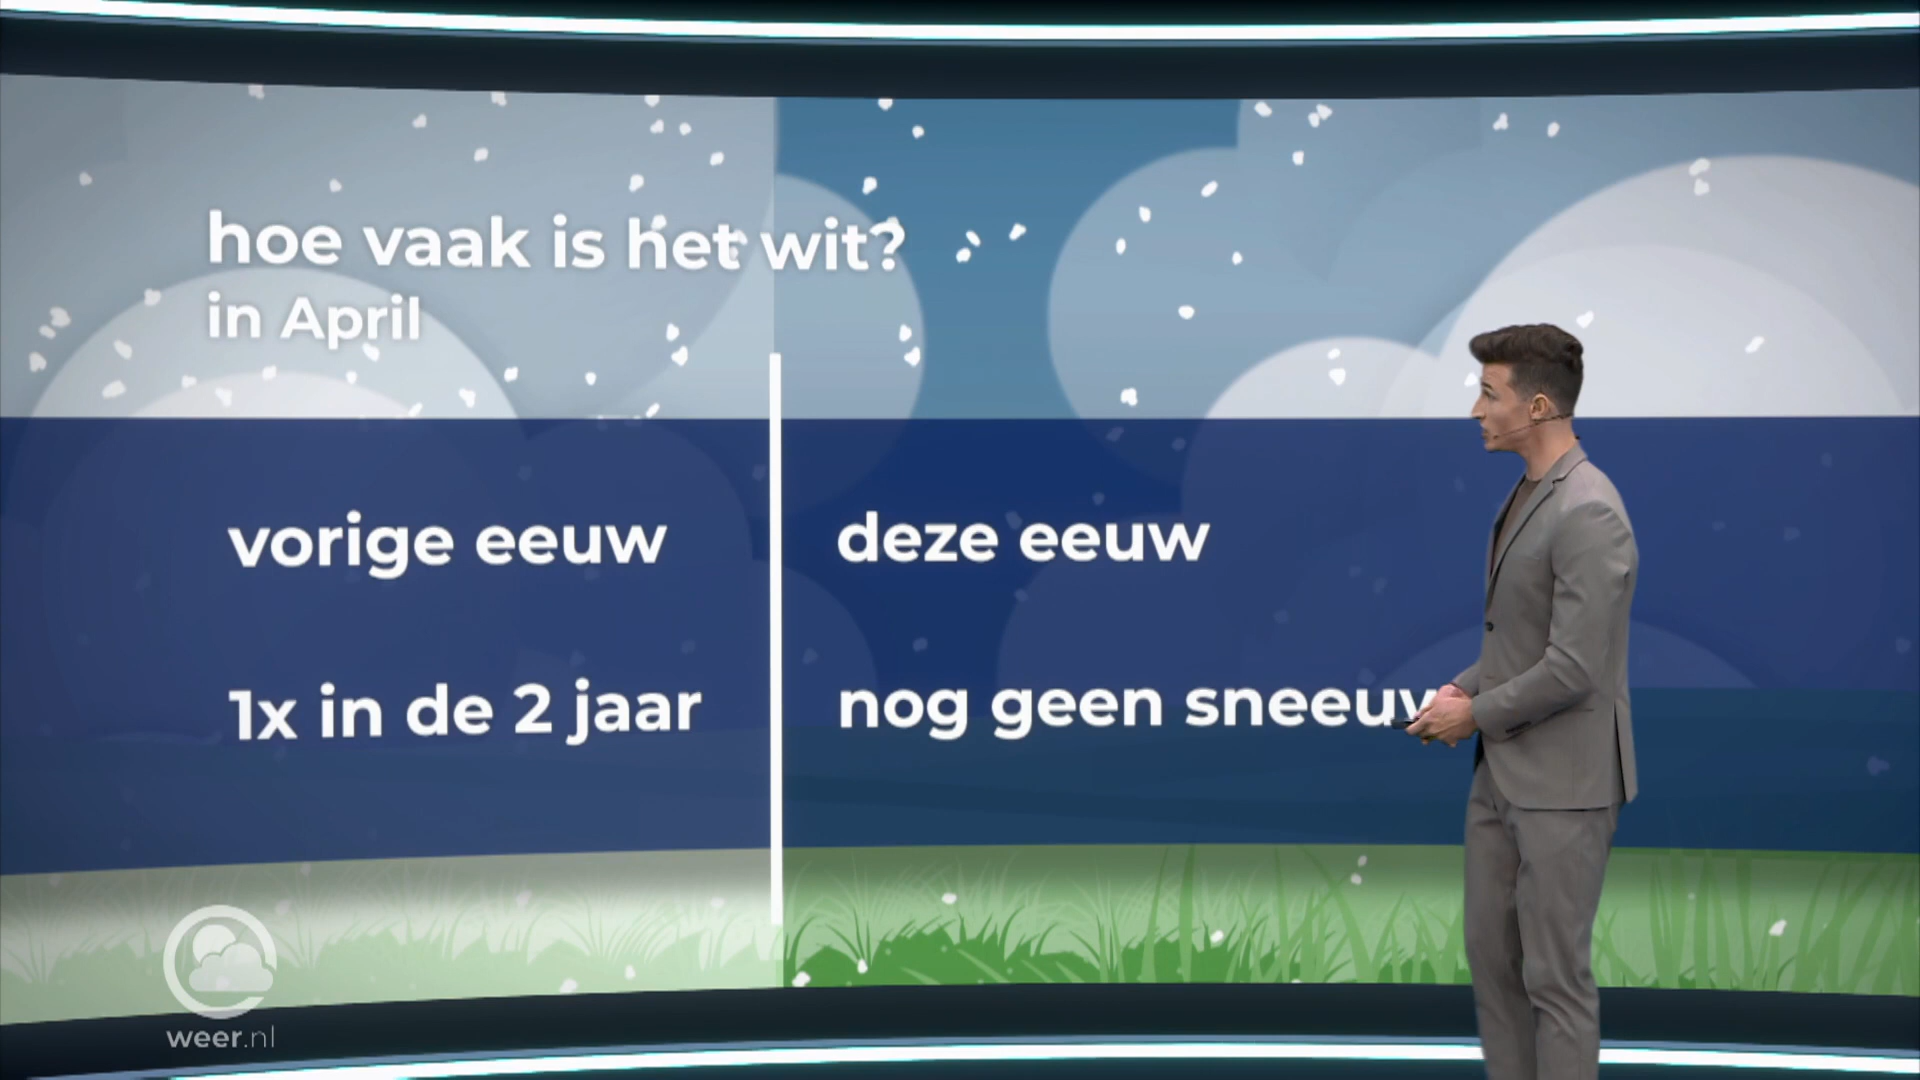 hoe vaak is het wit?
in April
vorige eeuw
deze eeuw
1x in de 2 jaar
nog geen sneeuw
weer.nl